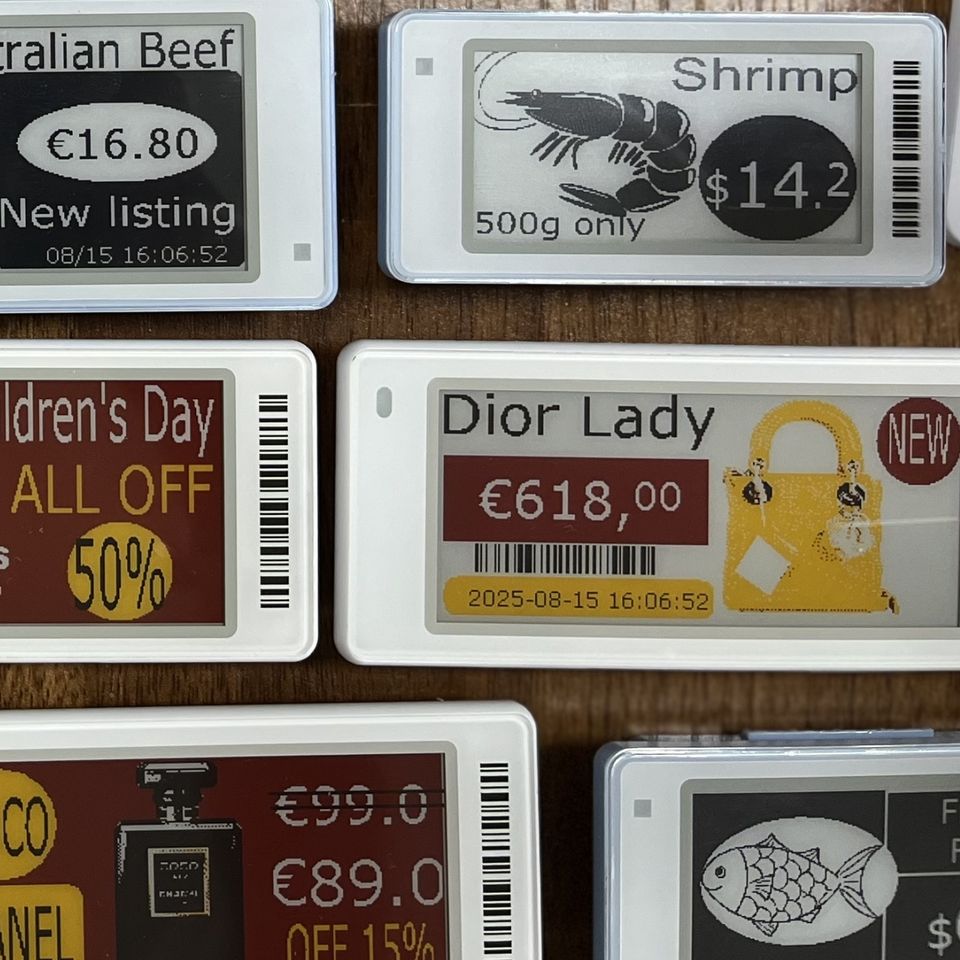 tralian Beef
€16.80
New listing
08/15 16:06:52
Shrimp
$14.2
500g only
ldren's Day
ALL OFF
s
50%
Dior Lady
NEW
€618,00
2025-08-15 16:06:52
CO
ANEL
€99.0
€89.0
OFF 15%
F
$